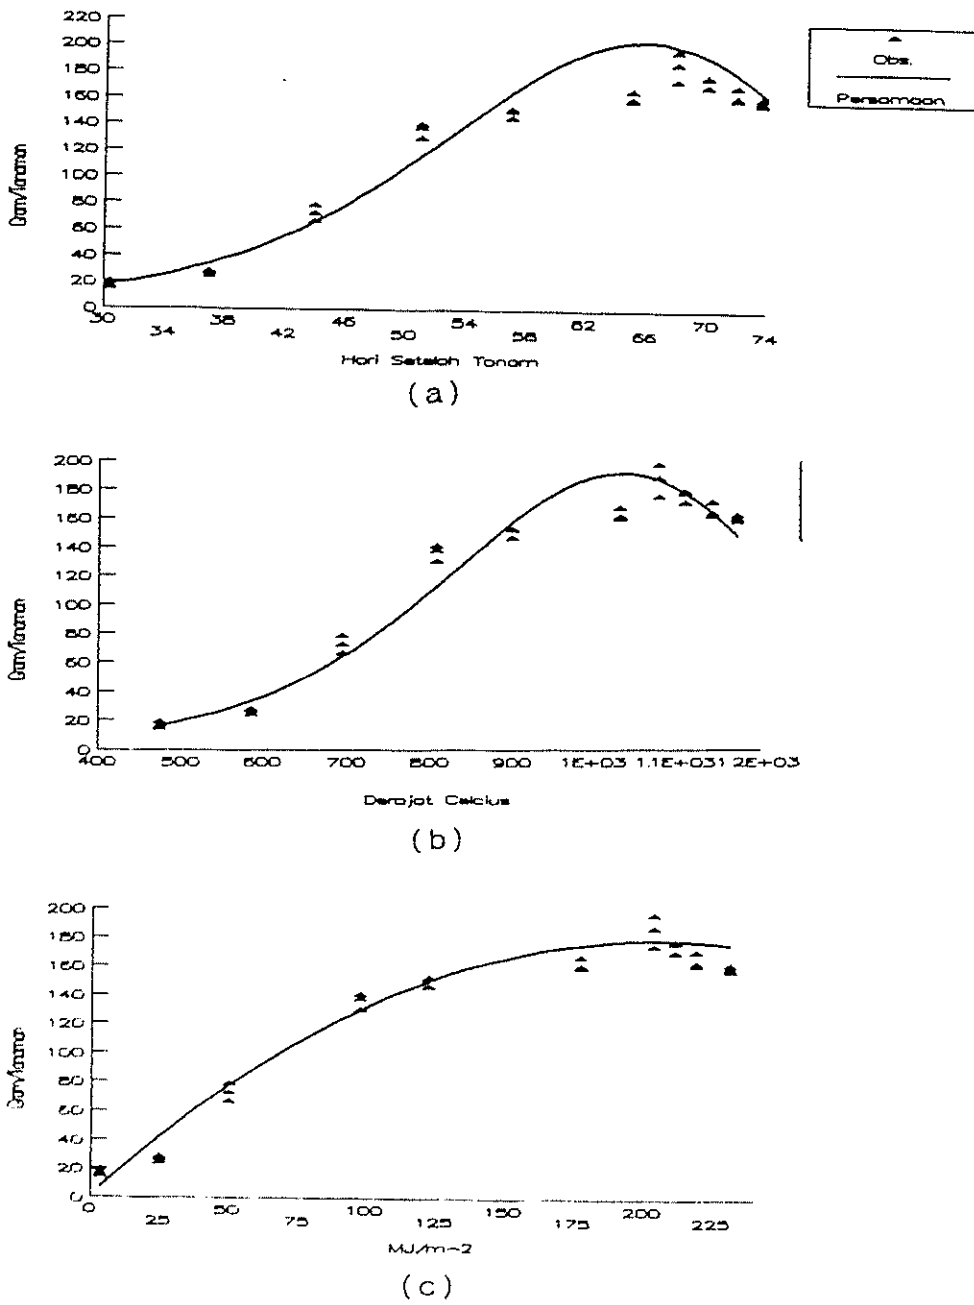 220
200
180
160
140
120
80
60
40
20
0
Gram/Tanaman
30 34 38 42 46 50 54 58 62 66 70 74
Hari Setelah Tanam
Obs.
Persamaan
(a)
200
180
160
140
120
100
80
60
40
20
0
Gram/Tanaman
400 500 600 700 800 900 1E+03 1.1E+03 1.2E+03
Derajat Celcius
(b)
200
180
160
140
120
100
80
60
40
20
0
Gram/Tanaman
0 25 50 75 100 125 150 175 200 225
MJ/m-2
(c)